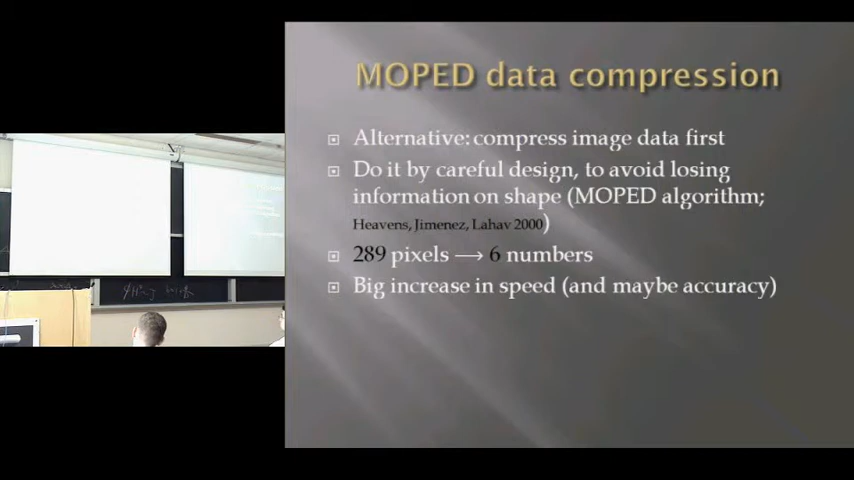 MOPED data compression
Alternative: compress image data first
Do it by careful design, to avoid losing
information on shape (MOPED algorithm;
Heavens, Jimenez, Lahav 2000)
289 pixels ⟶ 6 numbers
Big increase in speed (and maybe accuracy)